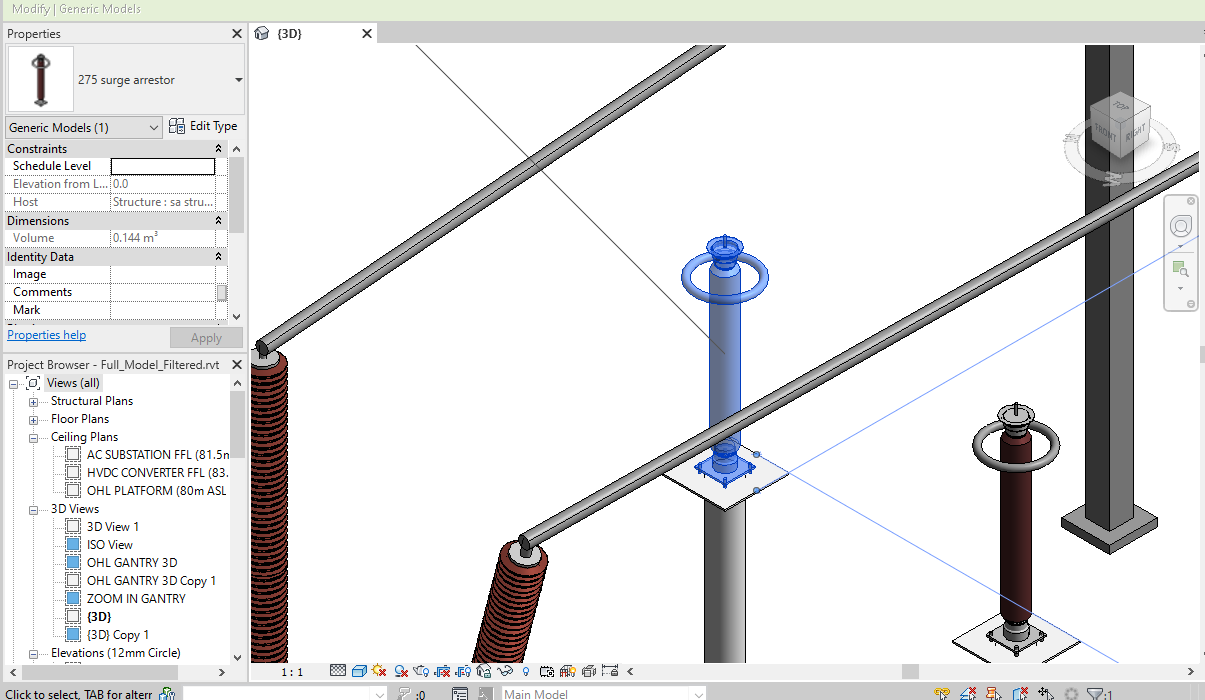 Modify | Generic Models
Properties
{3D}
275 surge arrestor
Generic Models (1)
Edit Type
Constraints
Schedule Level
Elevation from L... 0.0
Host Structure : sa stru...
Dimensions
Volume 0.144 m³
Identity Data
Image
Comments
Mark
Properties help
Apply
Project Browser - Full_Model_Filtered.rvt
Views (all)
Structural Plans
Floor Plans
Ceiling Plans
AC SUBSTATION FFL (81.5m
HVDC CONVERTER FFL (83.
OHL PLATFORM (80m ASL
3D Views
3D View 1
ISO View
OHL GANTRY 3D
OHL GANTRY 3D Copy 1
ZOOM IN GANTRY
{3D}
{3D} Copy 1
Elevations (12mm Circle)
TOP
FRONT
RIGHT
1 : 1
Click to select, TAB for altern
:0
Main Model
:1